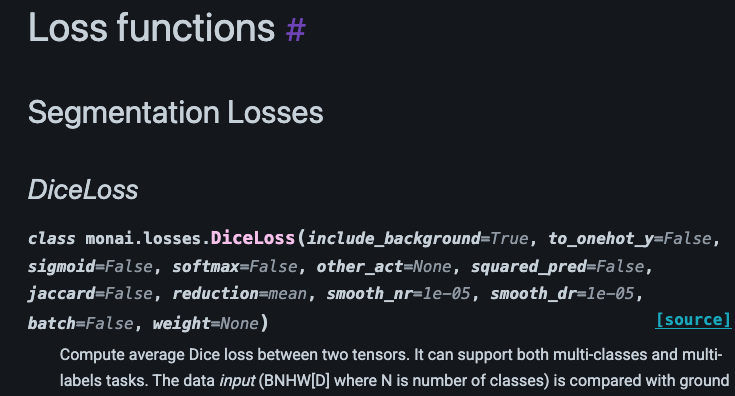 Loss functions #
Segmentation Losses
DiceLoss
class monai.losses.DiceLoss(include_background=True, to_onehot_y=False,
sigmoid=False, softmax=False, other_act=None, squared_pred=False,
jaccard=False, reduction=mean, smooth_nr=1e-05, smooth_dr=1e-05,
batch=False, weight=None) [source]
Compute average Dice loss between two tensors. It can support both multi-classes and multi-
labels tasks. The data input (BNHW[D] where N is number of classes) is compared with ground